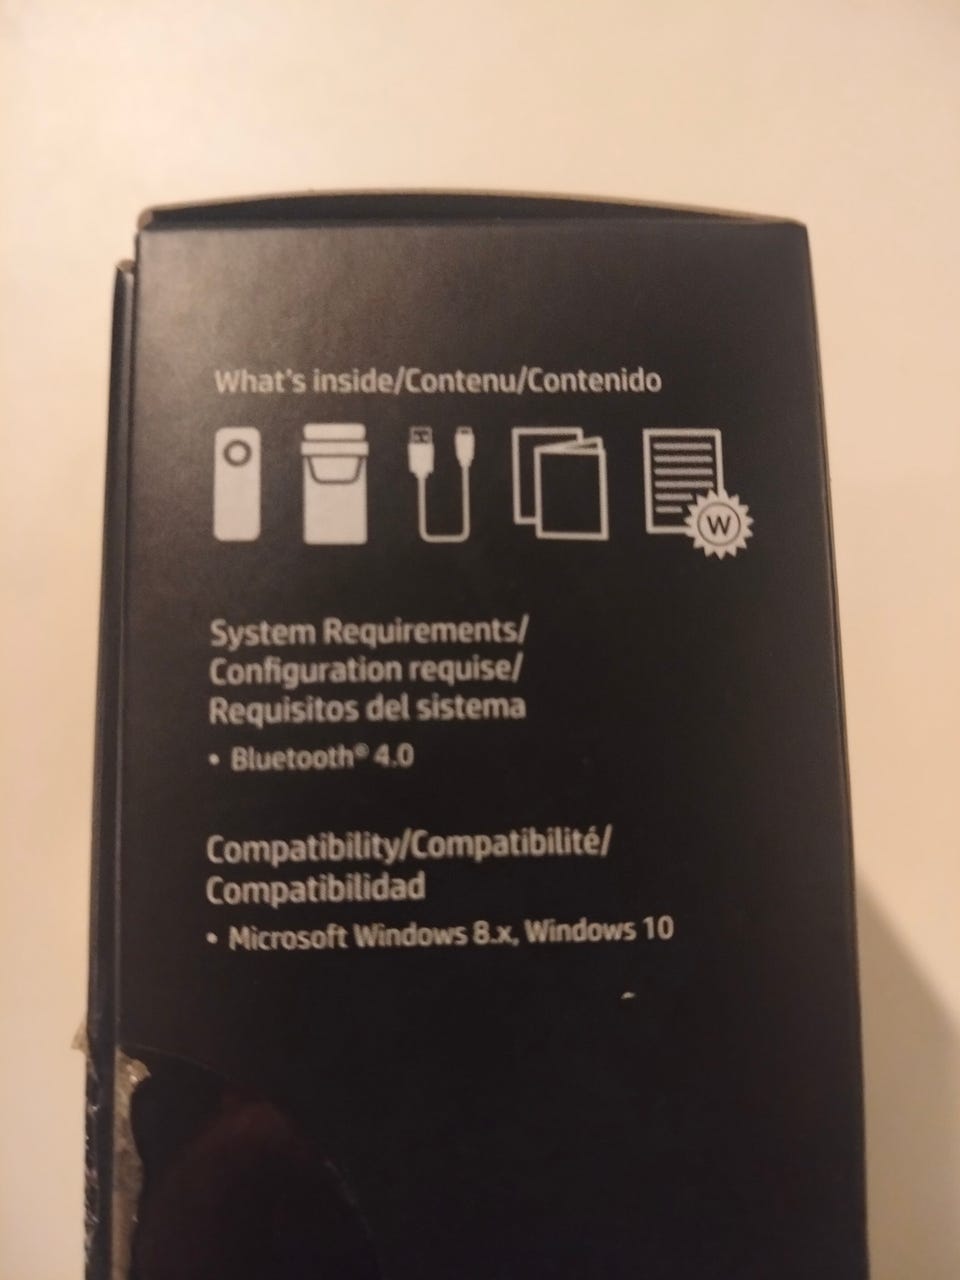 What's inside/Contenu/Contenido
W
System Requirements/
Configuration requise/
Requisitos del sistema
• Bluetooth® 4.0
Compatibility/Compatibilité/
Compatibilidad
• Microsoft Windows 8.x, Windows 10